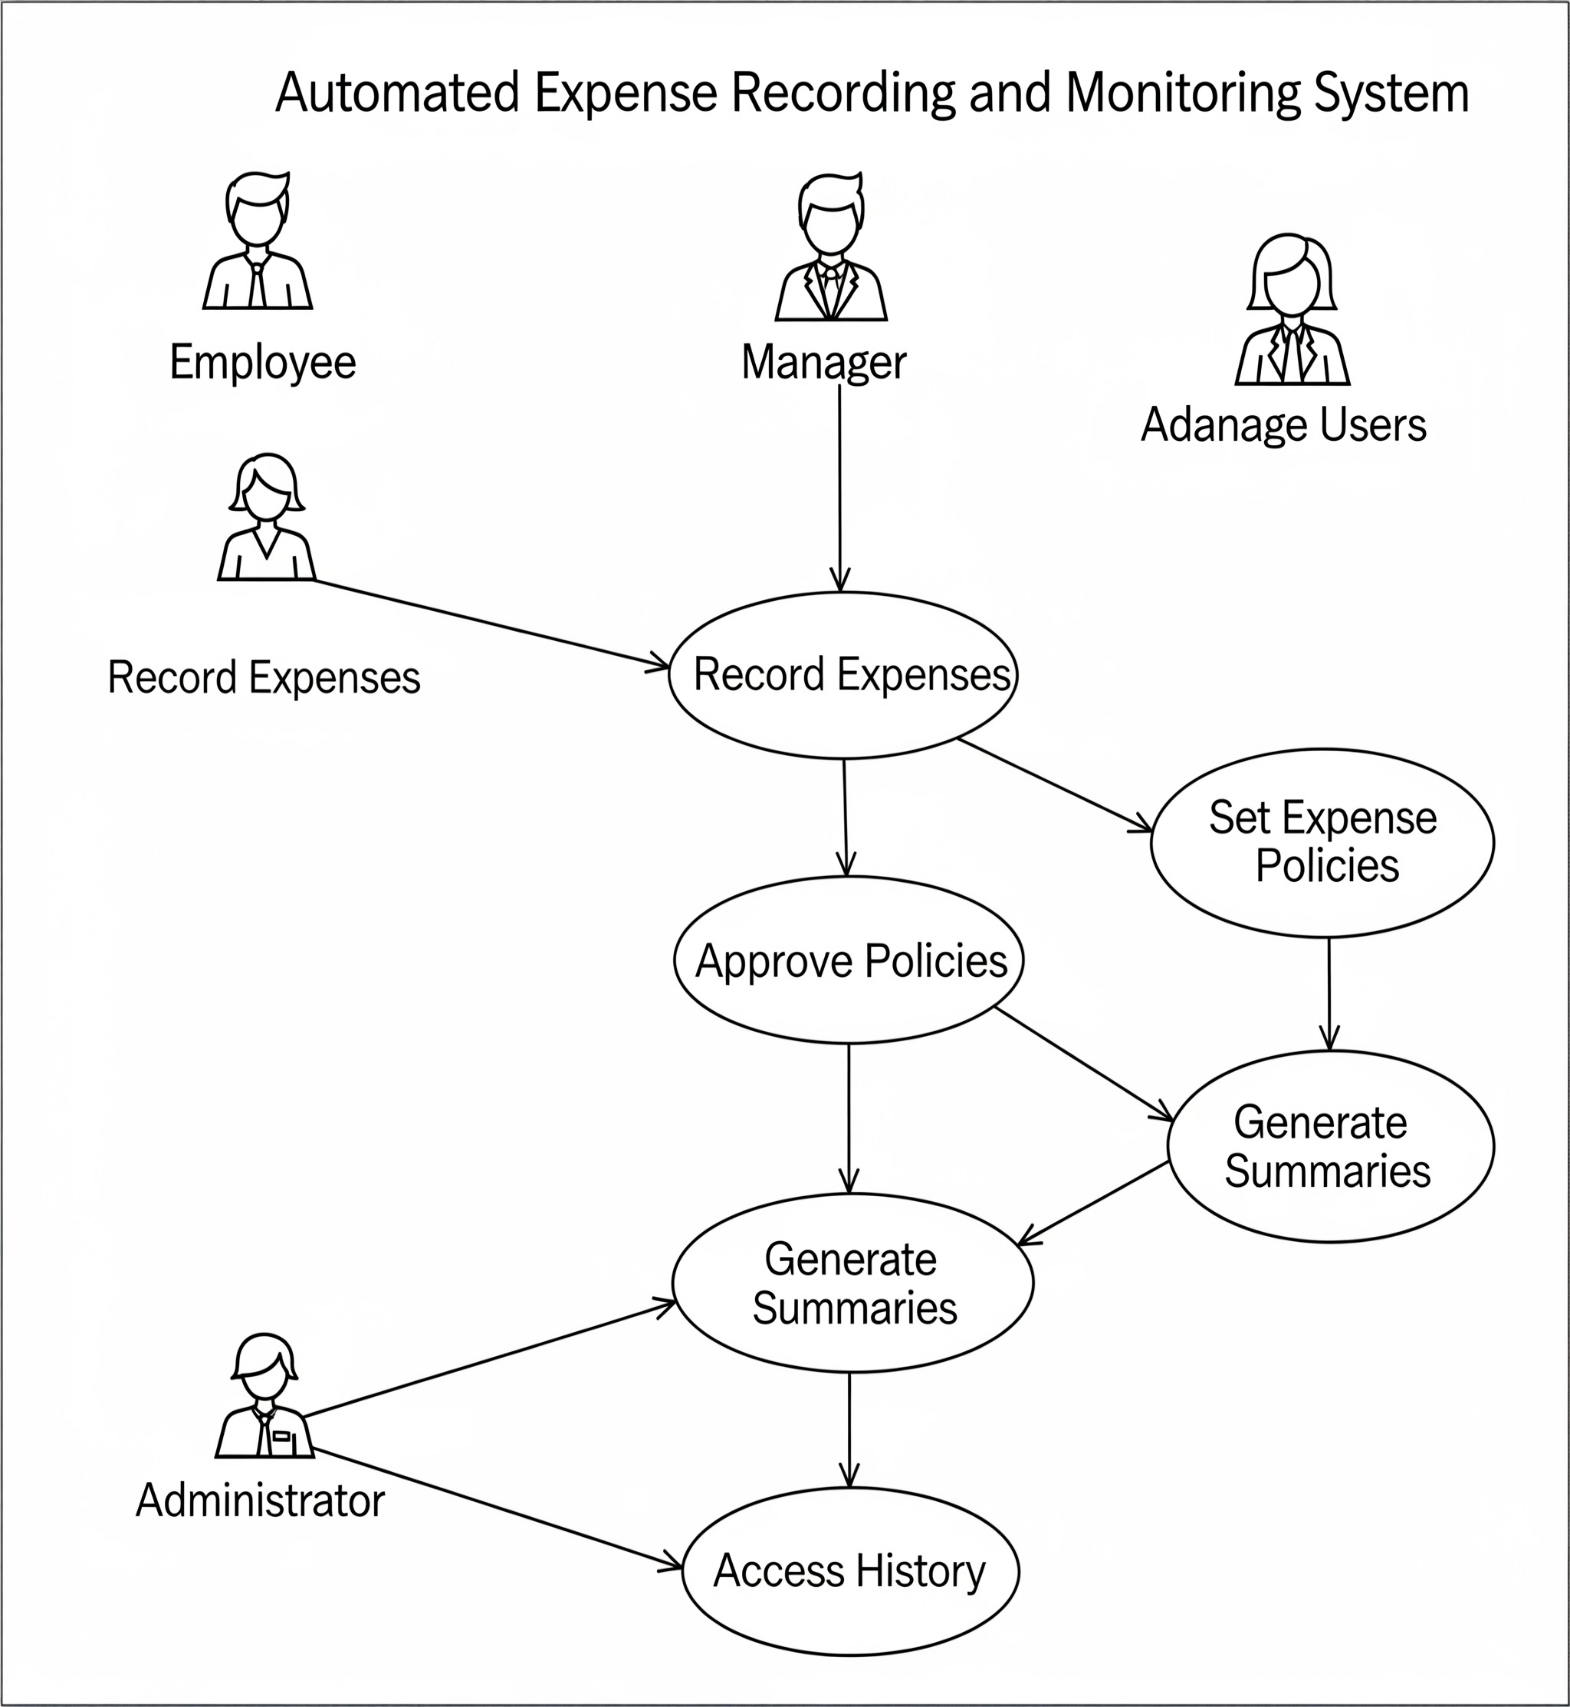 Automated Expense Recording and Monitoring System
Employee
Manager
Adanage Users
Record Expenses
Record Expenses
Set Expense
Policies
Approve Policies
Generate
Summaries
Generate
Summaries
Administrator
Access History